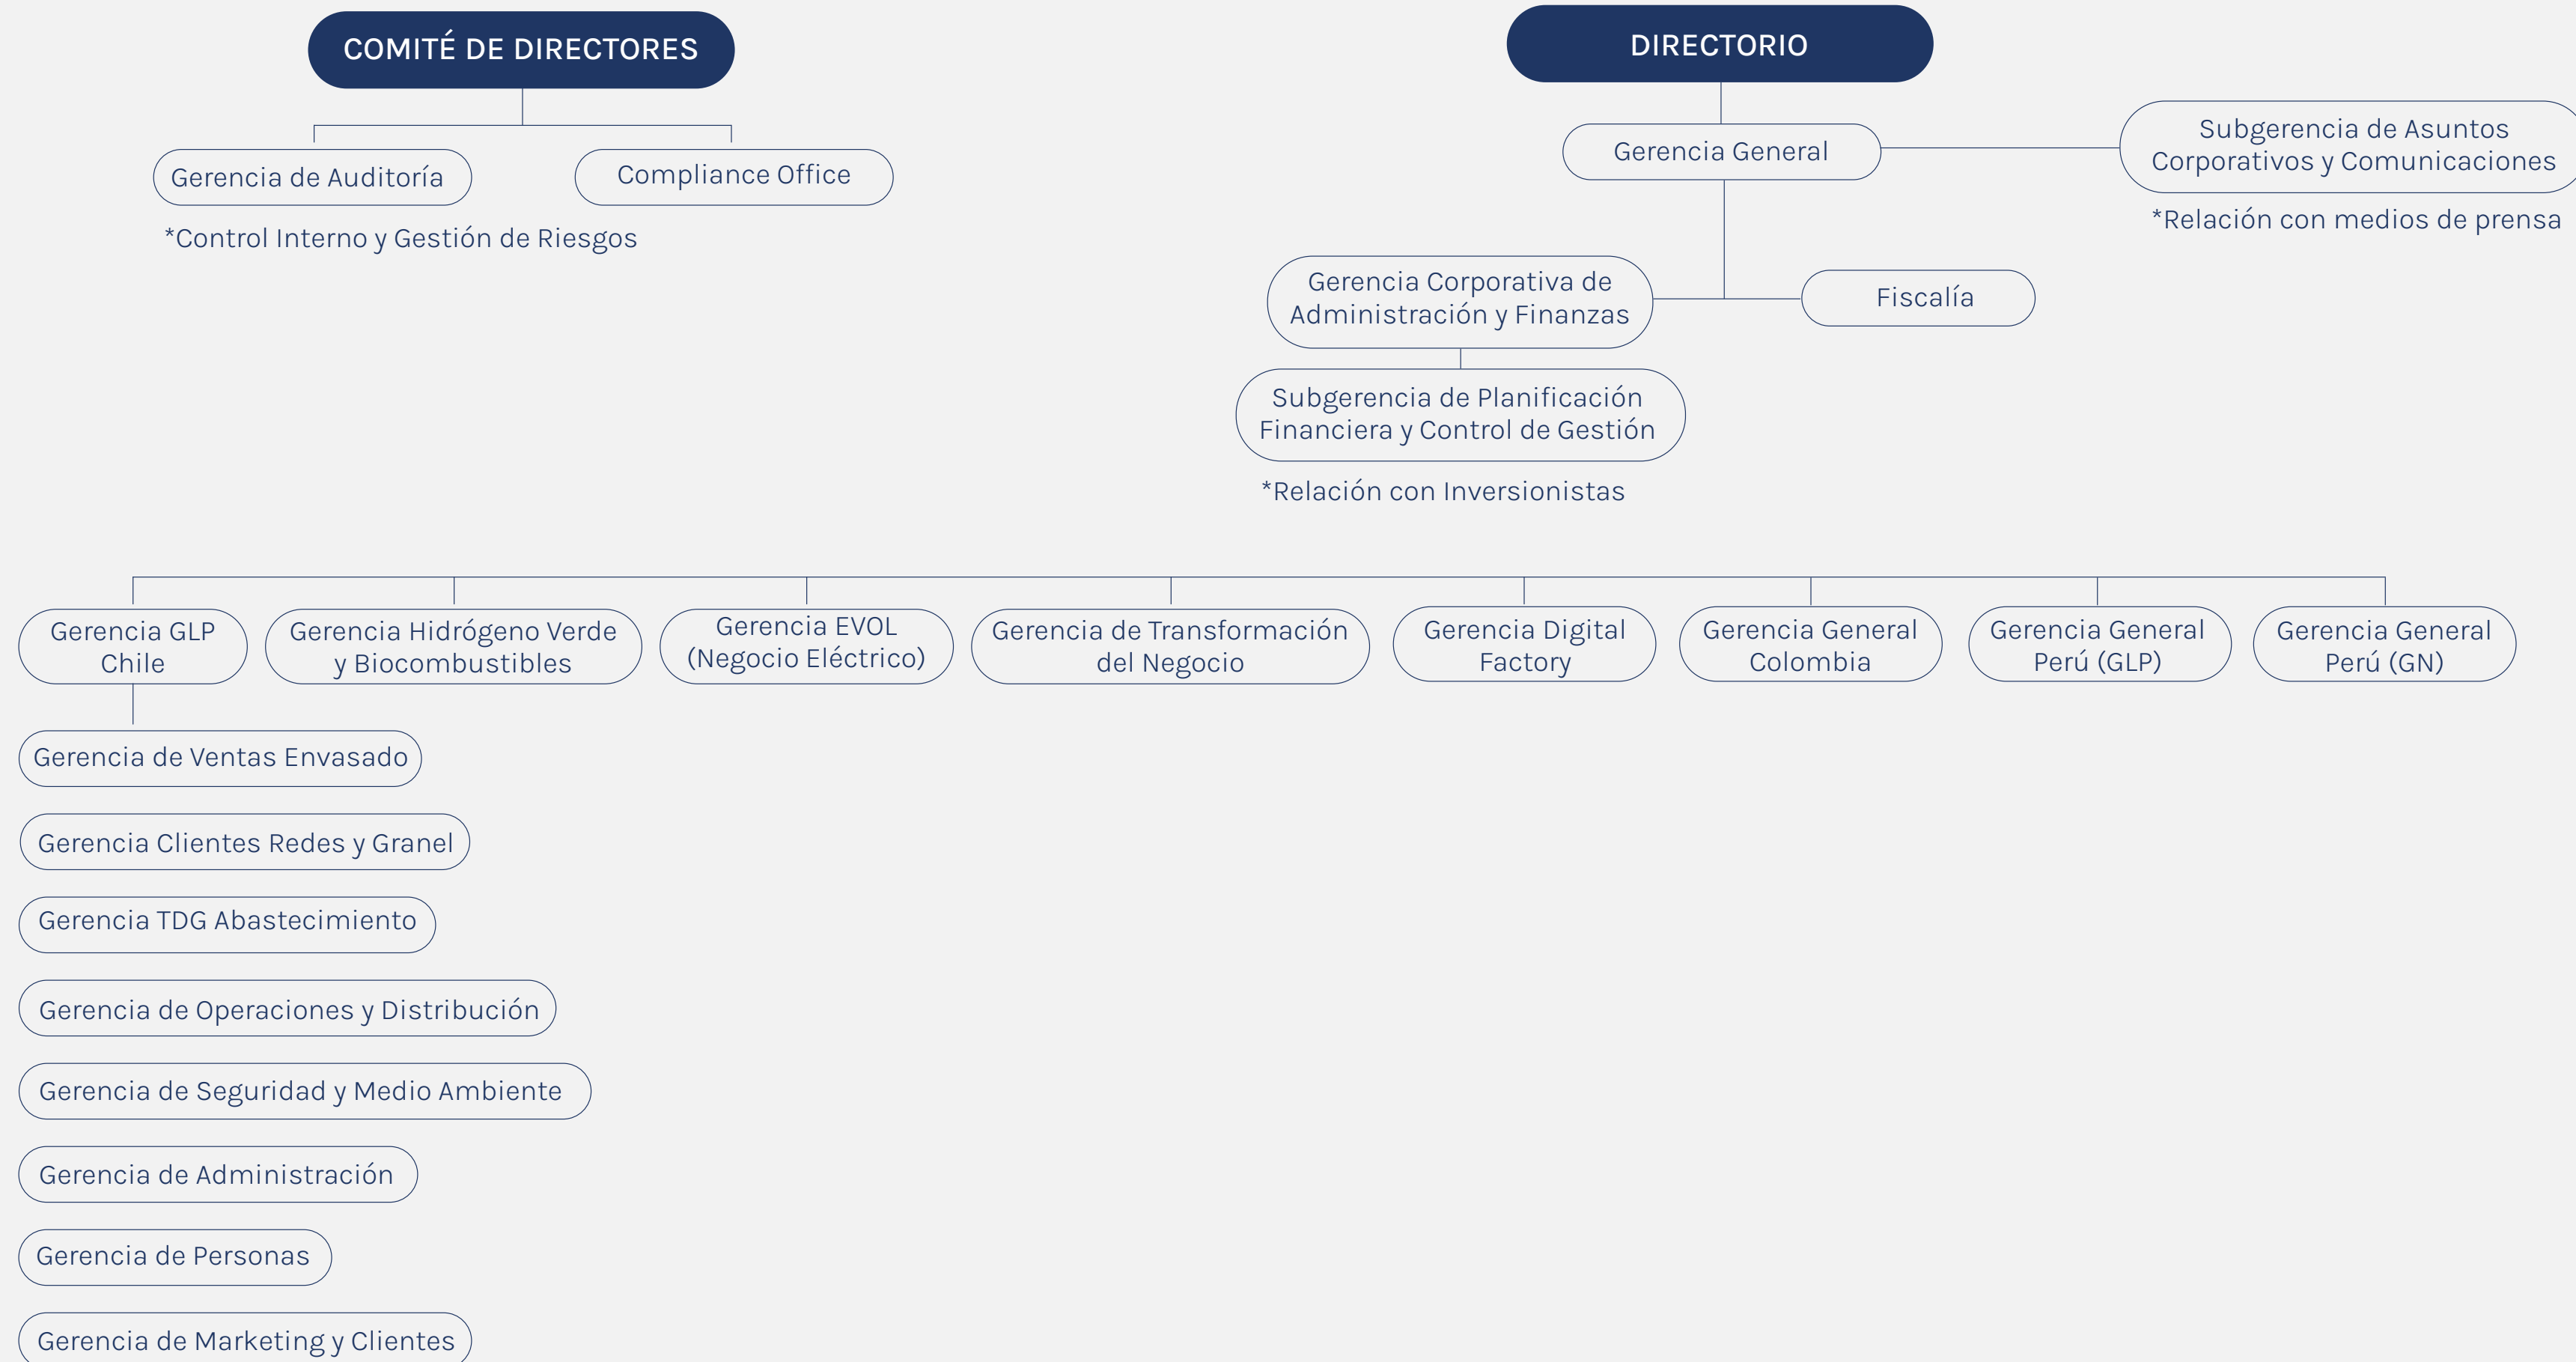 COMITÉ DE DIRECTORES
Gerencia de Auditoría
Compliance Office
*Control Interno y Gestión de Riesgos
DIRECTORIO
Gerencia General
Subgerencia de Asuntos
Corporativos y Comunicaciones
*Relación con medios de prensa
Gerencia Corporativa de
Administración y Finanzas
Fiscalía
Subgerencia de Planificación
Financiera y Control de Gestión
*Relación con Inversionistas
Gerencia GLP
Chile
Gerencia Hidrógeno Verde
y Biocombustibles
Gerencia EVOL
(Negocio Eléctrico)
Gerencia de Transformación
del Negocio
Gerencia Digital
Factory
Gerencia General
Colombia
Gerencia General
Perú (GLP)
Gerencia General
Perú (GN)
Gerencia de Ventas Envasado
Gerencia Clientes Redes y Granel
Gerencia TDG Abastecimiento
Gerencia de Operaciones y Distribución
Gerencia de Seguridad y Medio Ambiente
Gerencia de Administración
Gerencia de Personas
Gerencia de Marketing y Clientes